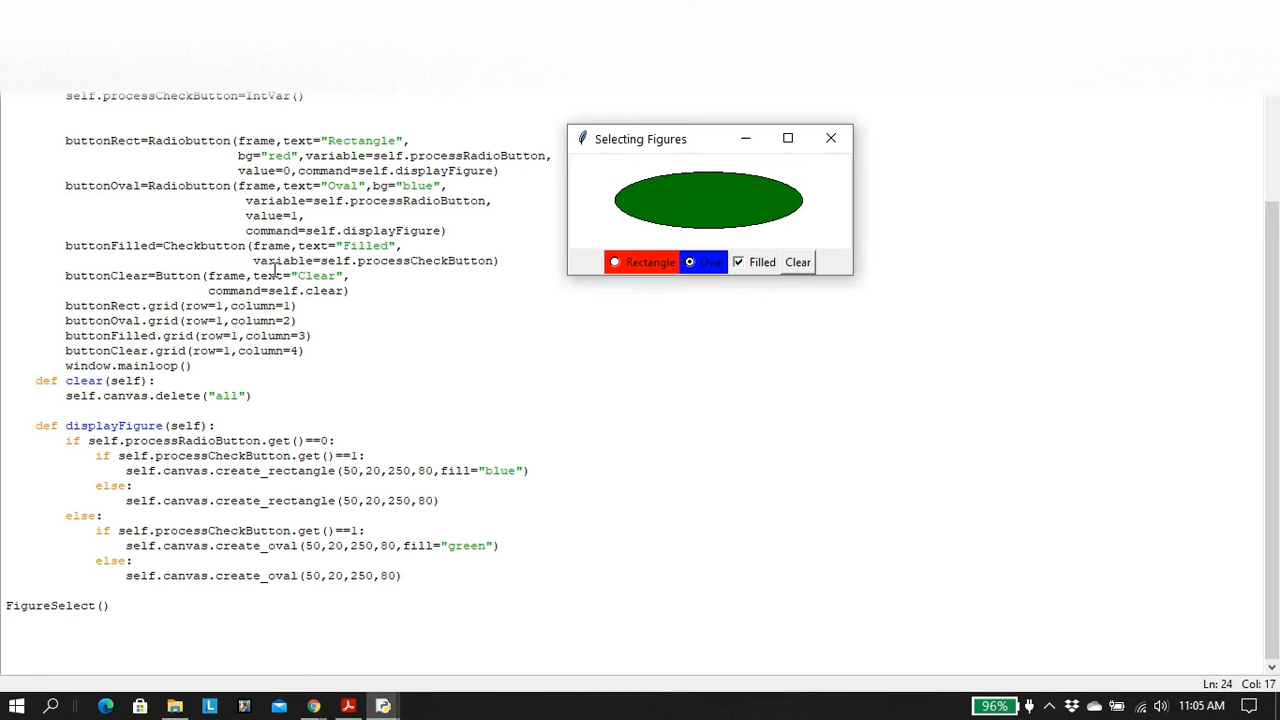 self.processCheckButton=IntVar()
buttonRect=Radiobutton(frame,text="Rectangle",
bg="red",variable=self.processRadioButton,
value=0,command=self.displayFigure)
buttonOval=Radiobutton(frame,text="Oval",bg="blue",
variable=self.processRadioButton,
value=1,
command=self.displayFigure)
buttonFilled=Checkbutton(frame,text="Filled",
variable=self.processCheckButton)
buttonClear=Button(frame,text="Clear",
command=self.clear)
buttonRect.grid(row=1,column=1)
buttonOval.grid(row=1,column=2)
buttonFilled.grid(row=1,column=3)
buttonClear.grid(row=1,column=4)
window.mainloop()
def clear(self):
self.canvas.delete("all")
def displayFigure(self):
if self.processRadioButton.get()==0:
if self.processCheckButton.get()==1:
self.canvas.create_rectangle(50,20,250,80,fill="blue")
else:
self.canvas.create_rectangle(50,20,250,80)
else:
if self.processCheckButton.get()==1:
self.canvas.create_oval(50,20,250,80,fill="green")
else:
self.canvas.create_oval(50,20,250,80)
FigureSelect()
Selecting Figures
Rectangle Oval Filled Clear
Ln: 24 Col: 17
96% 11:05 AM